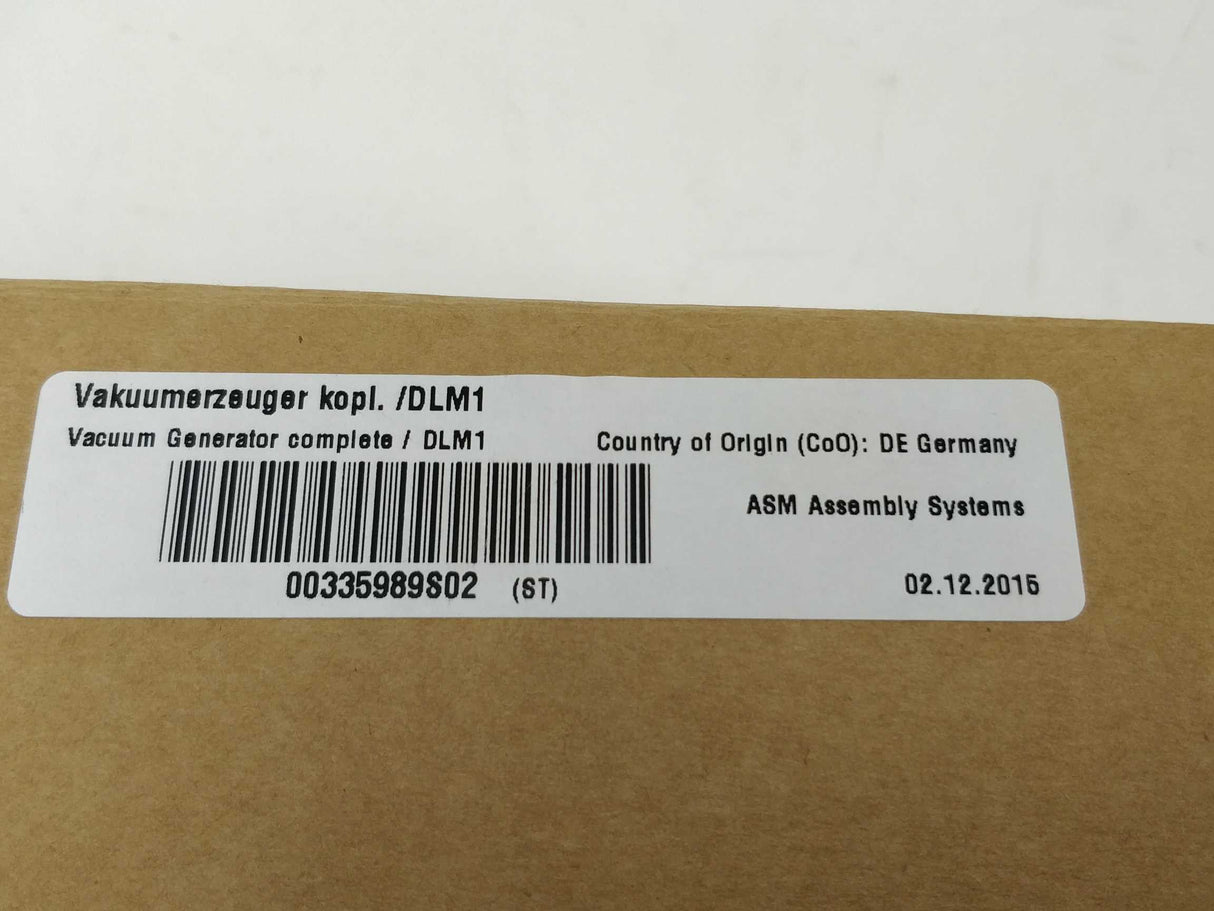 Vakuumerzeuger kopl. /DLM1
Vacuum Generator complete / DLM1
Country of Origin (CoO): DE Germany
ASM Assembly Systems
00335989S02 (ST)
02.12.2015